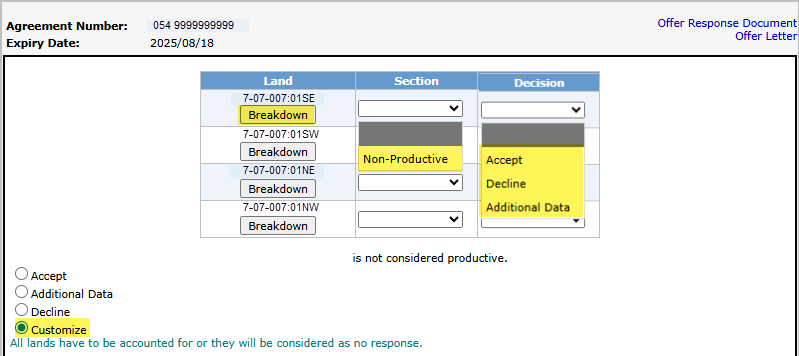 Agreement Number: 054 9999999999
Offer Response Document
Expiry Date: 2025/08/18
Offer Letter
Land Section Decision
7-07-007:01SE
Breakdown
7-07-007:01SW
Breakdown
Non-Productive
Accept
7-07-007:01NE
Decline
Breakdown
7-07-007:01NW
Additional Data
Breakdown
is not considered productive.
Accept
Additional Data
Decline
Customize
All lands have to be accounted for or they will be considered as no response.